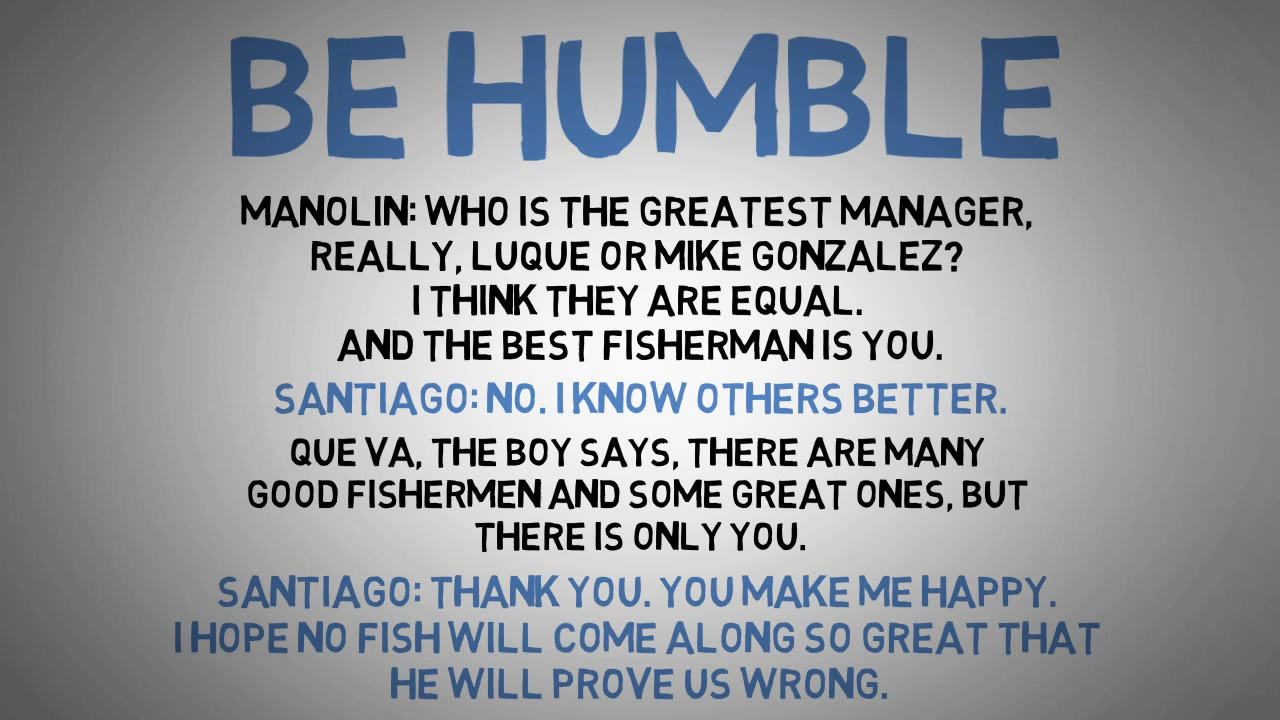 BE HUMBLE
MANOLIN: WHO IS THE GREATEST MANAGER,
REALLY, LUQUE OR MIKE GONZALEZ?
I THINK THEY ARE EQUAL.
AND THE BEST FISHERMAN IS YOU.
SANTIAGO: NO. I KNOW OTHERS BETTER.
QUE VA, THE BOY SAYS, THERE ARE MANY
GOOD FISHERMEN AND SOME GREAT ONES, BUT
THERE IS ONLY YOU.
SANTIAGO: THANK YOU. YOU MAKE ME HAPPY.
I HOPE NO FISH WILL COME ALONG SO GREAT THAT
HE WILL PROVE US WRONG.